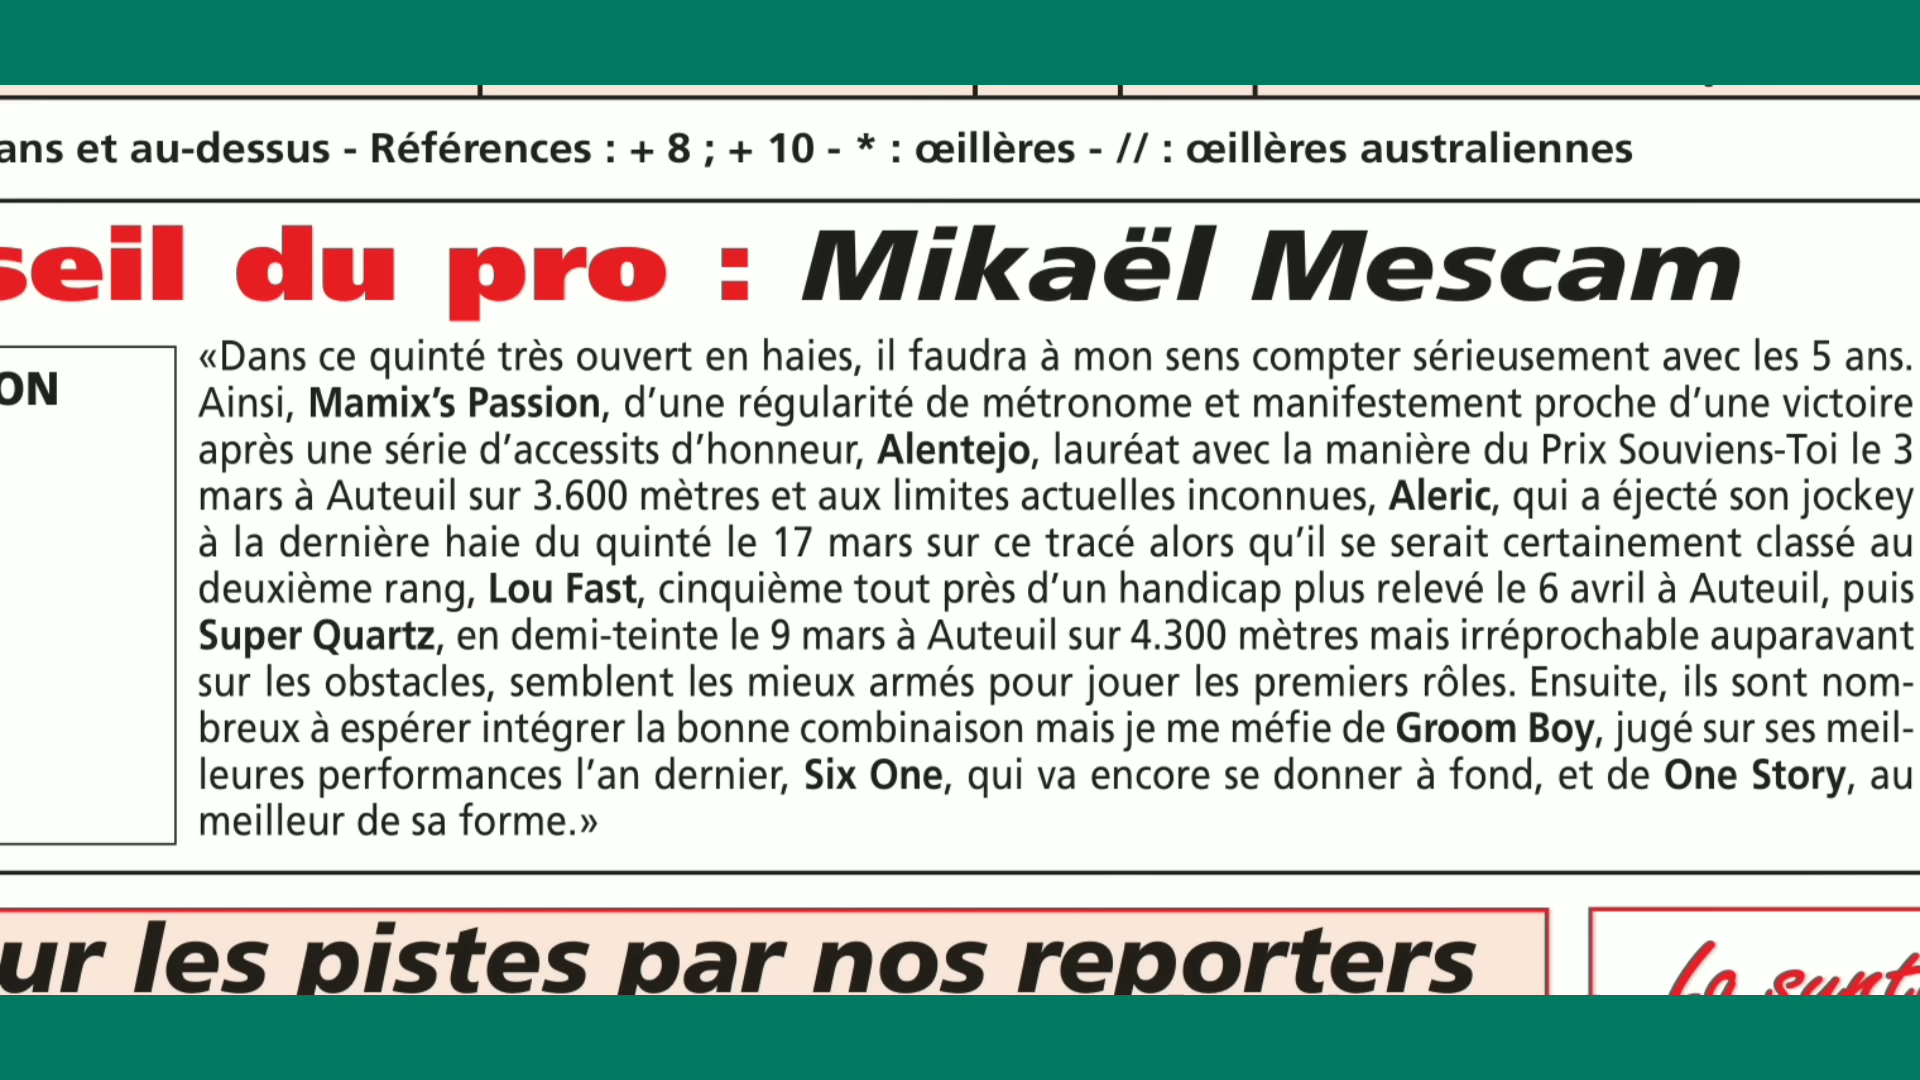 ans et au-dessus - Références : + 8 ; + 10 - * : œillères - // : œillères australiennes
seil du pro : Mikaël Mescam
ON
«Dans ce quinté très ouvert en haies, il faudra à mon sens compter sérieusement avec les 5 ans.
Ainsi, Mamix’s Passion, d’une régularité de métronome et manifestement proche d’une victoire
après une série d’accessits d’honneur, Alentejo, lauréat avec la manière du Prix Souviens-Toi le 3
mars à Auteuil sur 3.600 mètres et aux limites actuelles inconnues, Aleric, qui a éjecté son jockey
à la dernière haie du quinté le 17 mars sur ce tracé alors qu’il se serait certainement classé au
deuxième rang, Lou Fast, cinquième tout près d’un handicap plus relevé le 6 avril à Auteuil, puis
Super Quartz, en demi-teinte le 9 mars à Auteuil sur 4.300 mètres mais irréprochable auparavant
sur les obstacles, semblent les mieux armés pour jouer les premiers rôles. Ensuite, ils sont nom-
breux à espérer intégrer la bonne combinaison mais je me méfie de Groom Boy, jugé sur ses meil-
leures performances l’an dernier, Six One, qui va encore se donner à fond, et de One Story, au
meilleur de sa forme.»
ur les pistes par nos reporters